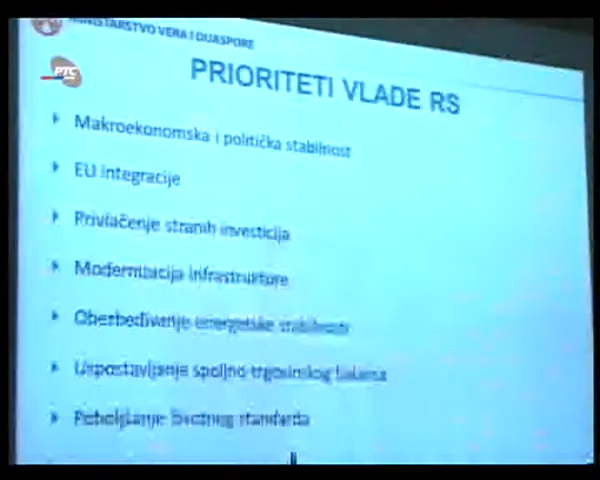 MINISTARSTVO VERA I DIJASPORE
PTC
PRIORITETI VLADE RS
Makroekonomska i politička stabilnost
EU integracije
Privlačenje stranih investicija
Modernizacija infrastrukture
Obezbeđivanje energetske stabilnosti
Uspostavljanje spoljno trgovinskog balansa
Poboljšanje životnog standarda